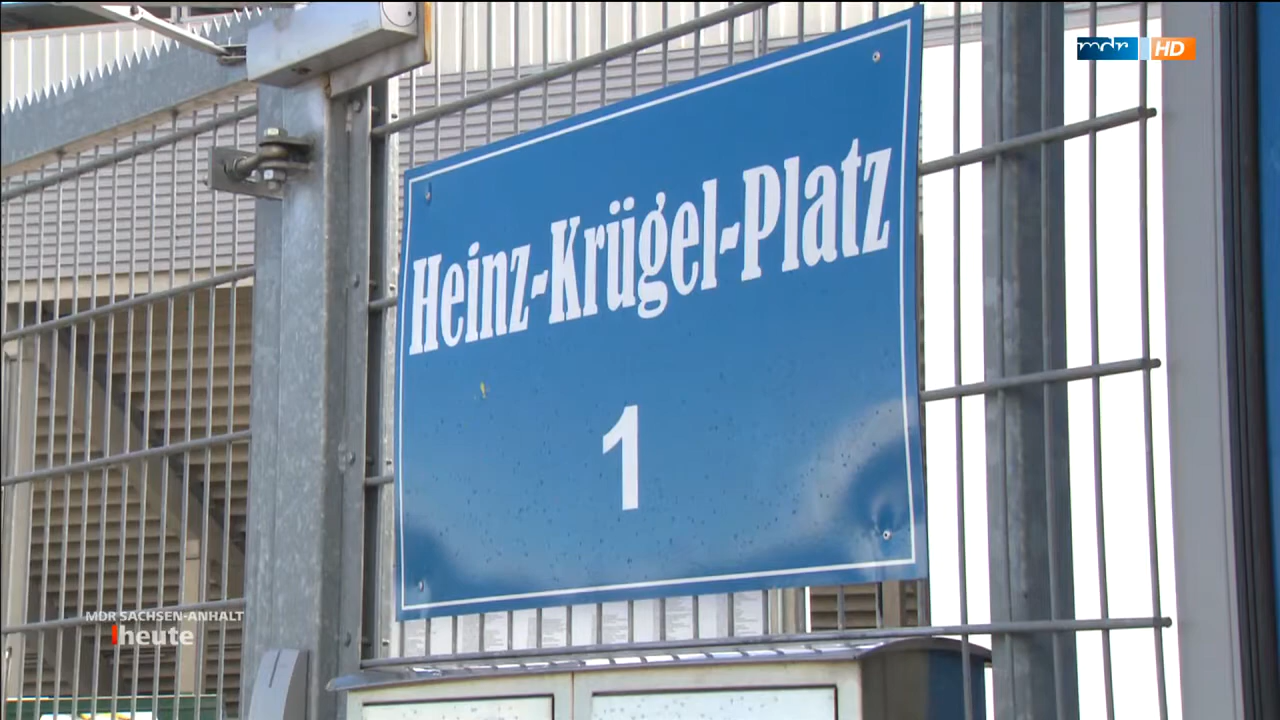 mdr HD
Heinz-Krügel-Platz
1
MDR SACHSEN-ANHALT
heute